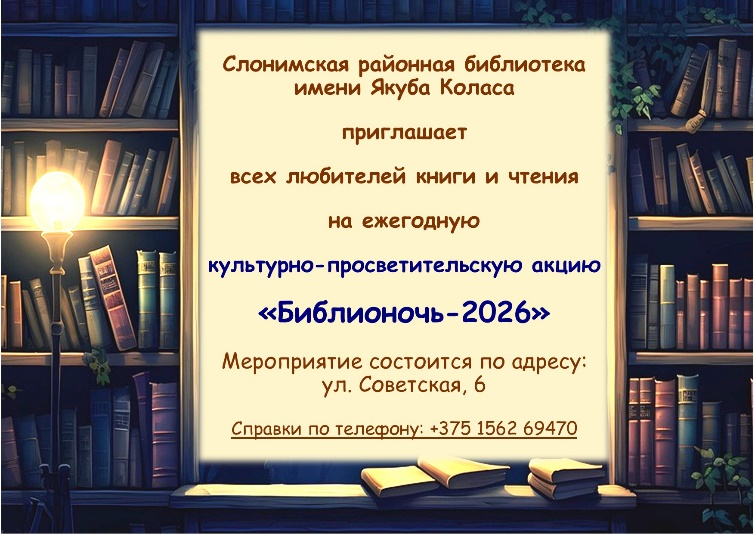 Слонимская районная библиотека
имени Якуба Коласа
приглашает
всех любителей книги и чтения
на ежегодную
культурно-просветительскую акцию
«Библионочь-2026»
Мероприятие состоится по адресу:
ул. Советская, 6
Справки по телефону: +375 1562 69470